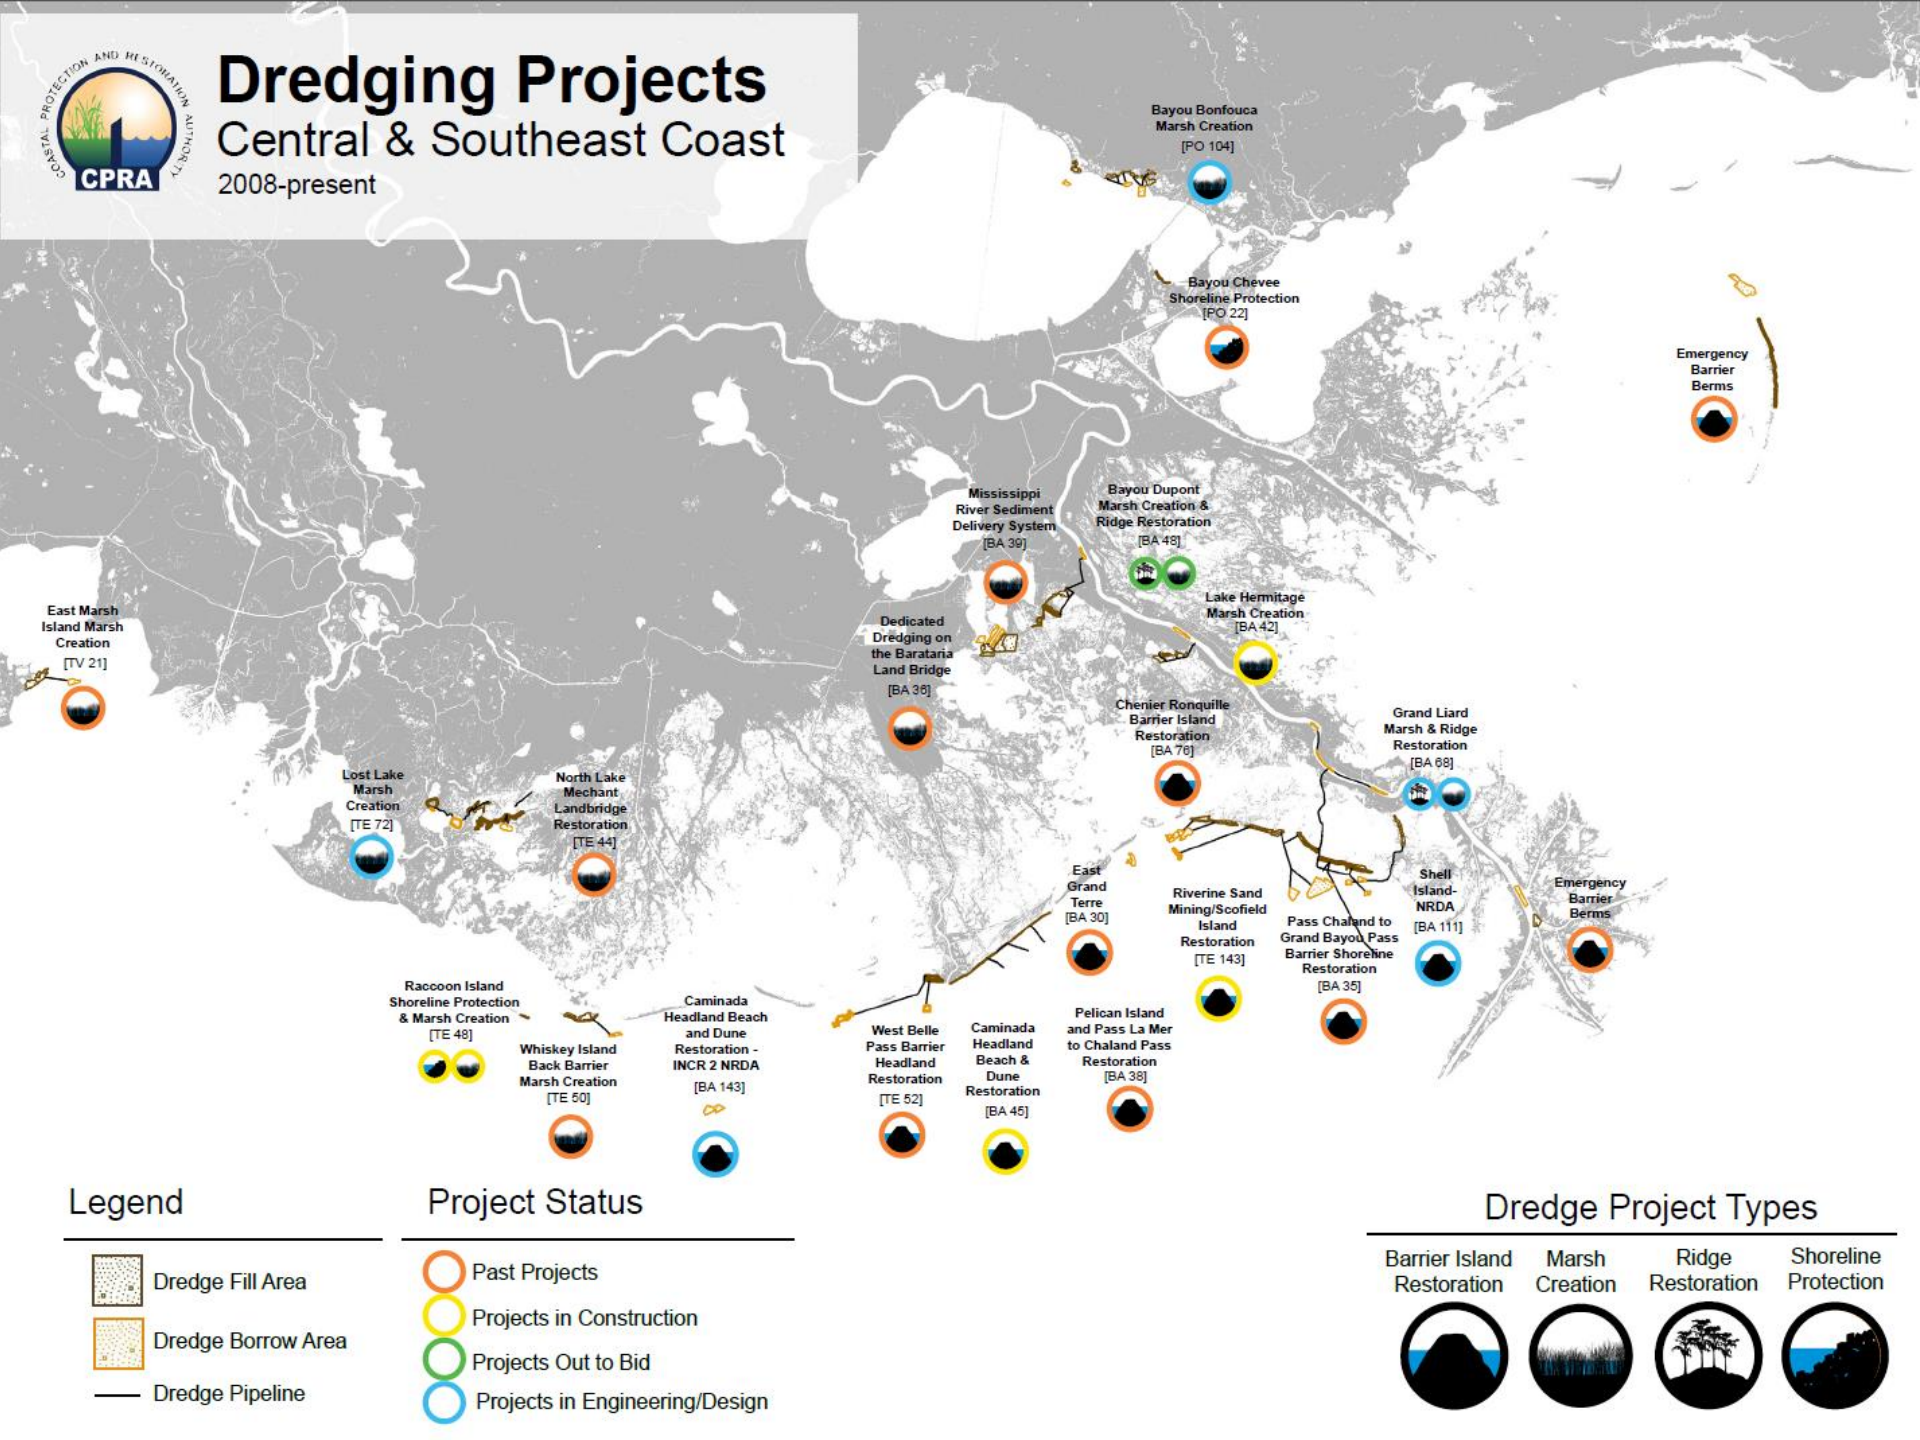 COASTAL PROTECTION AND RESTORATION AUTHORITY
CPRA
Dredging Projects
Central & Southeast Coast
2008-present
Bayou Bonfouca
Marsh Creation
[PO 104]
Bayou Chevee
Shoreline Protection
[PO 22]
Emergency
Barrier
Berms
Mississippi
River Sediment
Delivery System
[BA 39]
Bayou Dupont
Marsh Creation &
Ridge Restoration
[BA 48]
Lake Hermitage
Marsh Creation
[BA 42]
East Marsh
Island Marsh
Creation
[TV 21]
Dedicated
Dredging on
the Barataria
Land Bridge
[BA 36]
Chenier Ronquille
Barrier Island
Restoration
[BA 76]
Grand Liard
Marsh & Ridge
Restoration
[BA 68]
Lost Lake
Marsh
Creation
[TE 72]
North Lake
Mechant
Landbridge
Restoration
[TE 44]
East
Grand
Terre
[BA 30]
Riverine Sand
Mining/Scofield
Island
Restoration
[TE 143]
Pass Chaland to
Grand Bayou Pass
Barrier Shoreline
Restoration
[BA 35]
Shell
Island-
NRDA
[BA 111]
Emergency
Barrier
Berms
Raccoon Island
Shoreline Protection
& Marsh Creation
[TE 48]
Whiskey Island
Back Barrier
Marsh Creation
[TE 50]
Caminada
Headland Beach
and Dune
Restoration -
INCR 2 NRDA
[BA 143]
West Belle
Pass Barrier
Headland
Restoration
[TE 52]
Caminada
Headland
Beach &
Dune
Restoration
[BA 45]
Pelican Island
and Pass La Mer
to Chaland Pass
Restoration
[BA 38]
Legend
Dredge Fill Area
Dredge Borrow Area
Dredge Pipeline
Project Status
Past Projects
Projects in Construction
Projects Out to Bid
Projects in Engineering/Design
Dredge Project Types
Barrier Island
Restoration
Marsh
Creation
Ridge
Restoration
Shoreline
Protection